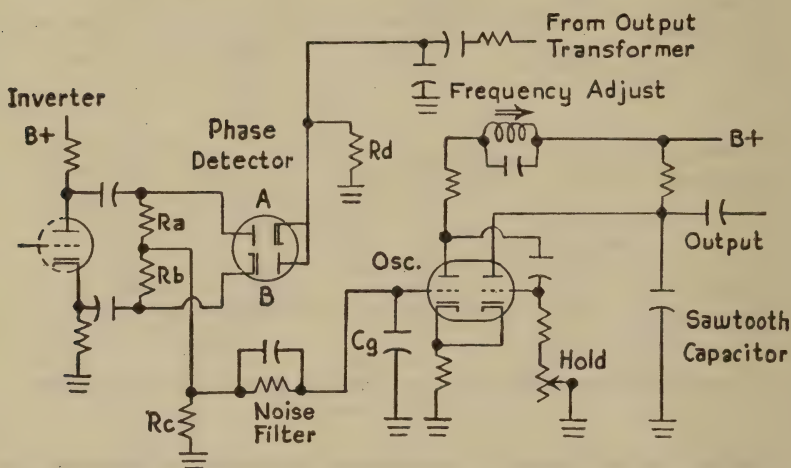 From Output
Transformer
Inverter
B+
Phase
Detector
A
B
Ra
Rb
Rc
Rd
Frequency Adjust
B+
Output
Osc.
Cg
Noise
Filter
Hold
Sawtooth
Capacitor